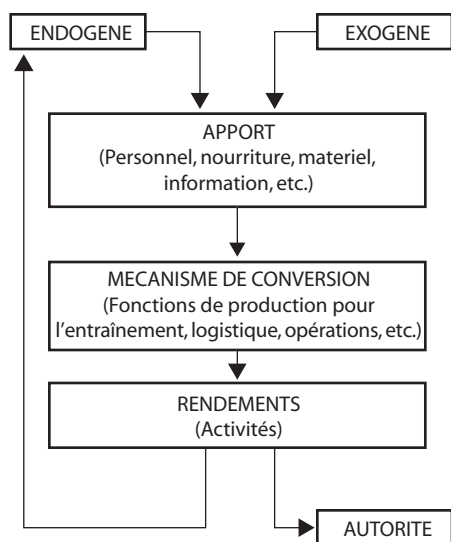 ENDOGENE
EXOGENE
APPORT
(Personnel, nourriture, materiel,
information, etc.)
MECANISME DE CONVERSION
(Fonctions de production pour
l'entraînement, logistique, opérations, etc.)
RENDEMENTS
(Activités)
AUTORITE